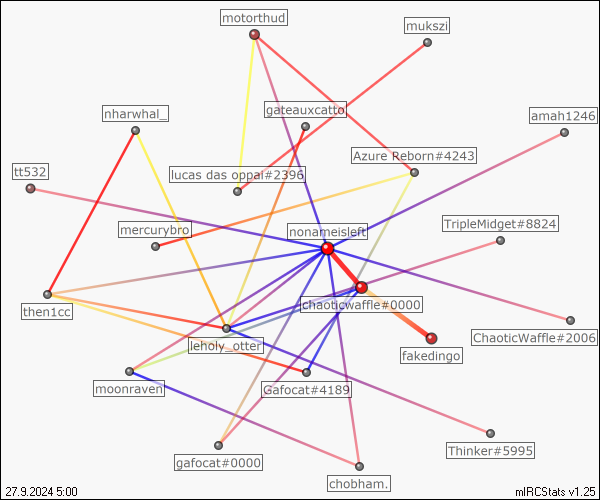 motorthud
mukszi
gateauxcatto
nharwhal_
amah1246
Azure Reborn#4243
tt532
lucas das oppai#2396
mercurybro
nonameisleft
TripleMidget#8824
then1cc
chaoticwaffle#0000
ChaoticWaffle#2006
leholy_otter
fakedingo
moonraven
Gafocat#4189
Thinker#5995
gafocat#0000
chobham.
27.9.2024 5:00
mIRCStats v1.25